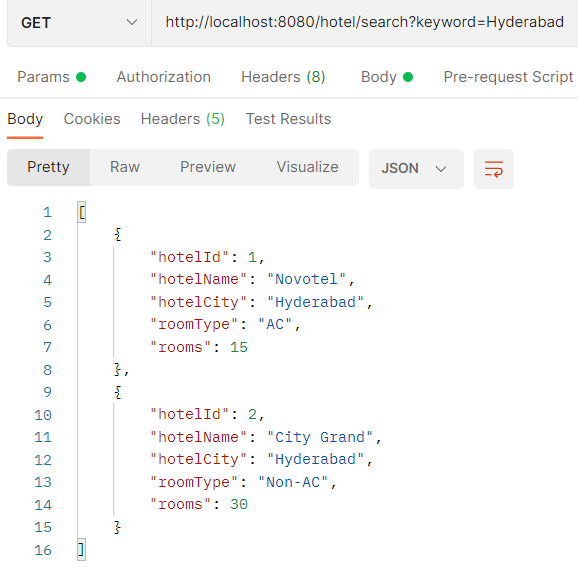 GET http://localhost:8080/hotel/search?keyword=Hyderabad
Params Authorization Headers (8) Body Pre-request Script
Body Cookies Headers (5) Test Results
Pretty Raw Preview Visualize JSON
1 [
2 {
3 "hotelId": 1,
4 "hotelName": "Novotel",
5 "hotelCity": "Hyderabad",
6 "roomType": "AC",
7 "rooms": 15
8 },
9 {
10 "hotelId": 2,
11 "hotelName": "City Grand",
12 "hotelCity": "Hyderabad",
13 "roomType": "Non-AC",
14 "rooms": 30
15 }
16 ]